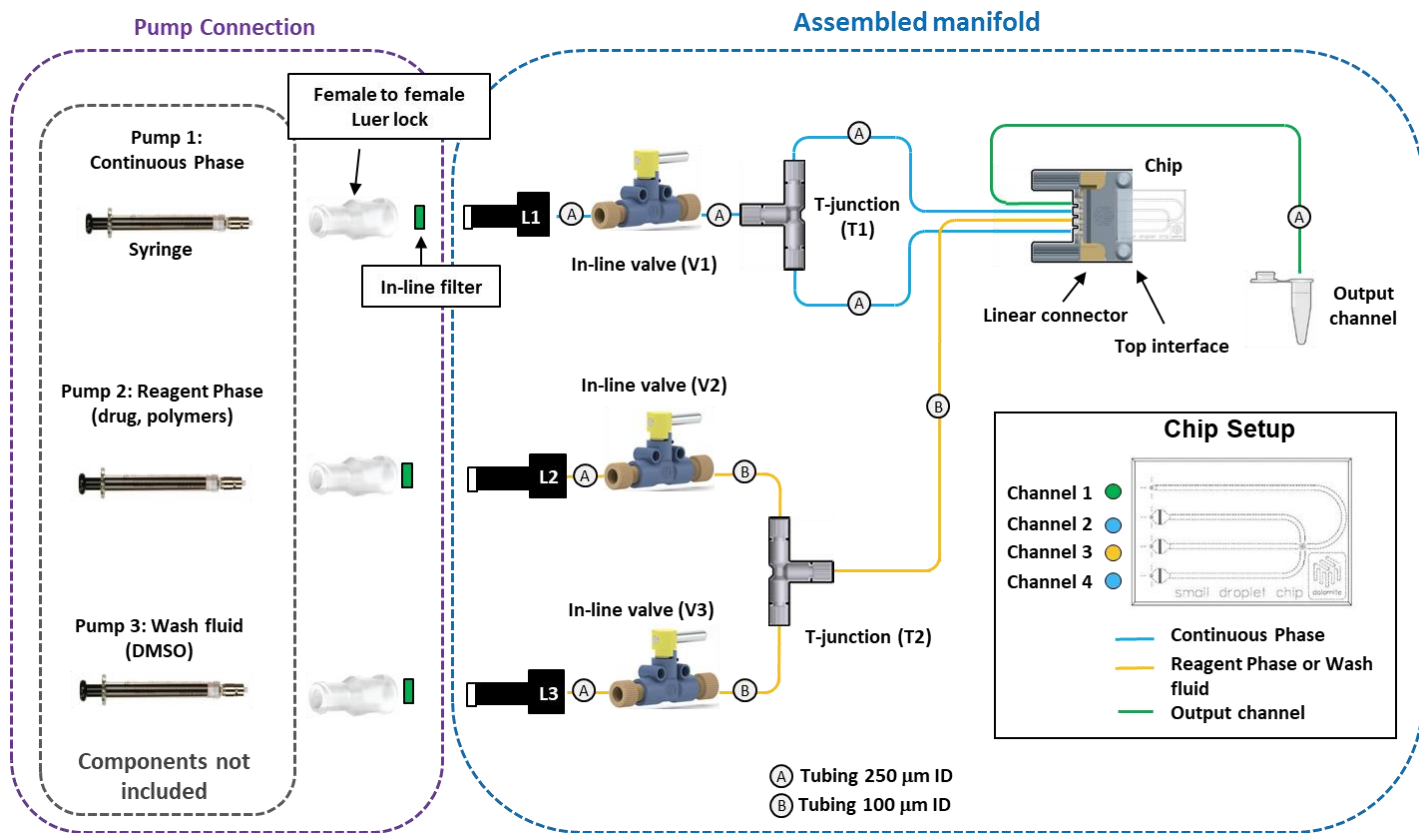 Pump Connection
Assembled manifold
Female to female
Luer lock
Pump 1:
Continuous Phase
Syringe
In-line filter
L1
A
A
In-line valve (V1)
A
T-junction
(T1)
A
Chip
A
Linear connector
Top interface
Output
channel
Pump 2: Reagent Phase
(drug, polymers)
In-line valve (V2)
L2
A
B
B
Pump 3: Wash fluid
(DMSO)
In-line valve (V3)
L3
A
B
T-junction (T2)
Components not
included
Chip Setup
Channel 1
Channel 2
Channel 3
Channel 4
small droplet chip
dolomite
Continuous Phase
Reagent Phase or Wash
fluid
Output channel
A Tubing 250 µm ID
B Tubing 100 µm ID